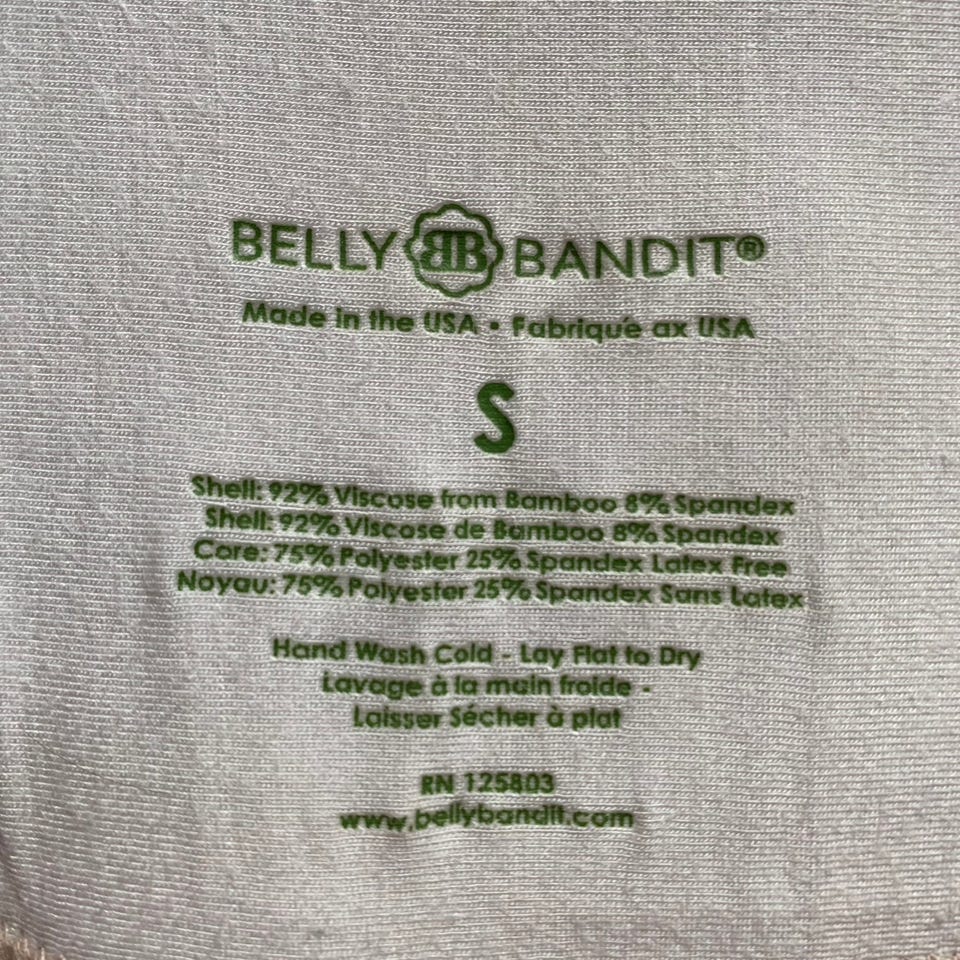 BELLY BB BANDIT®
Made in the USA • Fabriqué ax USA
S
Shell: 92% Viscose from Bamboo 8% Spandex
Shell: 92% Viscose de Bamboo 8% Spandex
Core: 75% Polyester 25% Spandex Latex Free
Noyau: 75% Polyester 25% Spandex Sans Latex
Hand Wash Cold - Lay Flat to Dry
Lavage à la main froide -
Laisser Sécher à plat
RN 125803
www.bellybandit.com